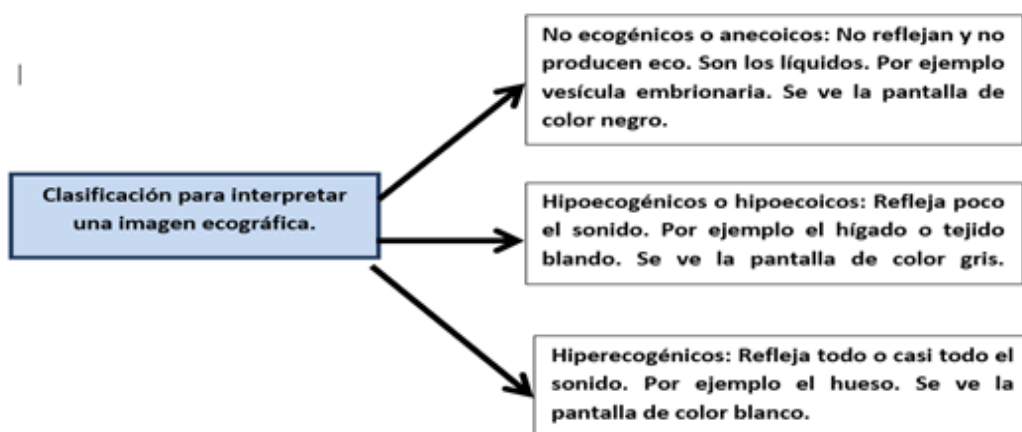 Clasificación para interpretar
una imagen ecográfica.
No ecogénicos o anecoicos: No reflejan y no
producen eco. Son los líquidos. Por ejemplo
vesícula embrionaria. Se ve la pantalla de
color negro.
Hipoecogénicos o hipoecoicos: Refleja poco
el sonido. Por ejemplo el hígado o tejido
blando. Se ve la pantalla de color gris.
Hiperecogénicos: Refleja todo o casi todo el
sonido. Por ejemplo el hueso. Se ve la
pantalla de color blanco.